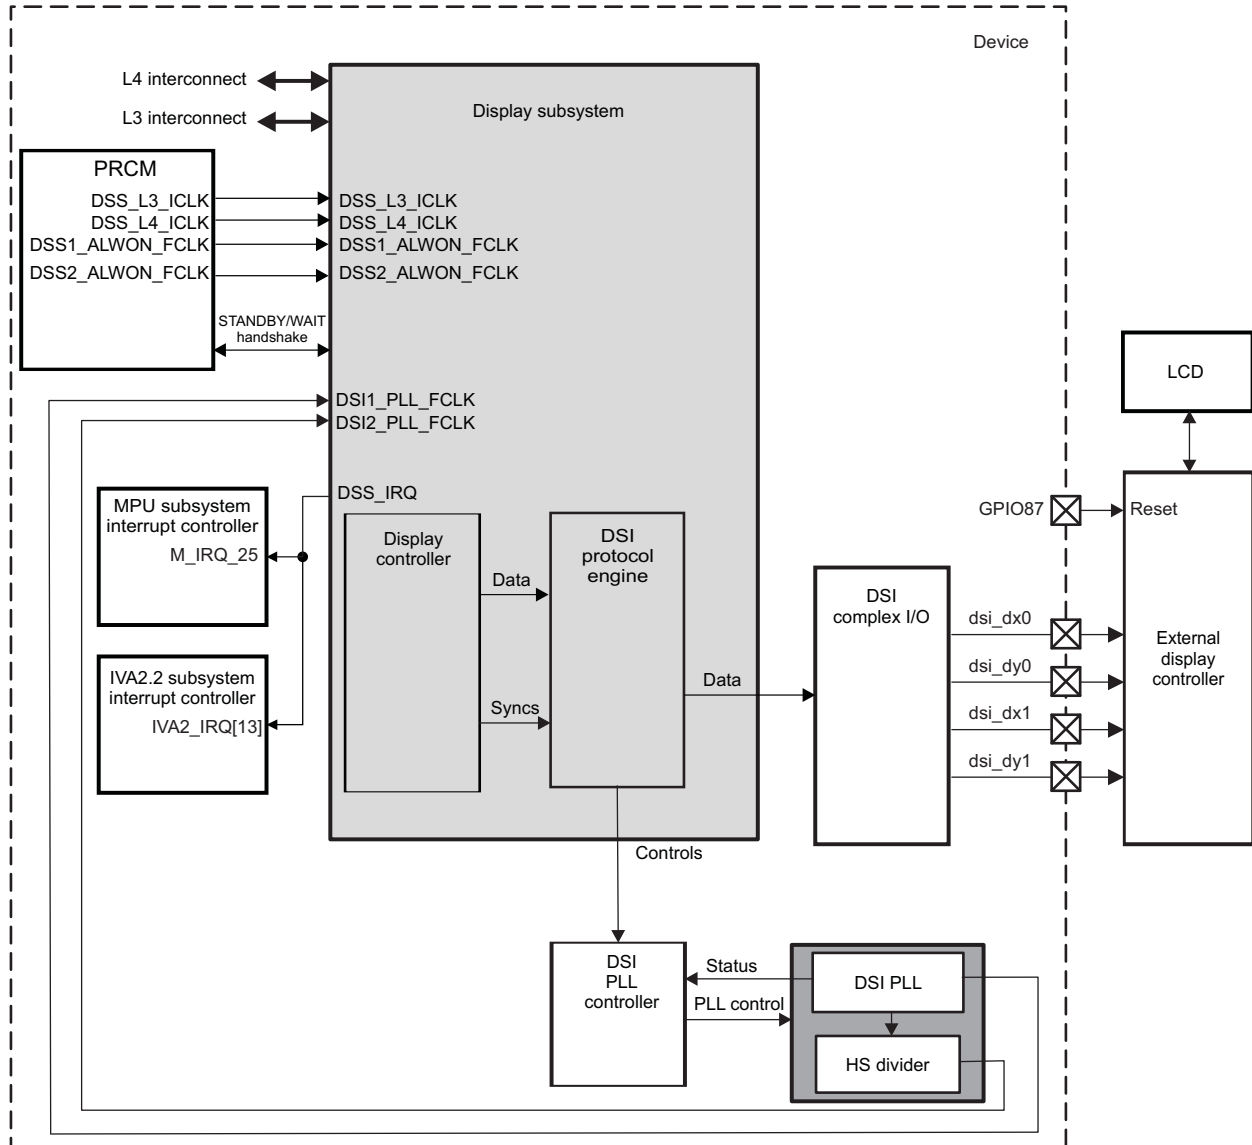 Device
L4 interconnect
L3 interconnect
Display subsystem
PRCM
DSS_L3_ICLK
DSS_L4_ICLK
DSS1_ALWON_FCLK
DSS2_ALWON_FCLK
DSS_L3_ICLK
DSS_L4_ICLK
DSS1_ALWON_FCLK
DSS2_ALWON_FCLK
STANDBY/WAIT
handshake
DSI1_PLL_FCLK
DSI2_PLL_FCLK
DSS_IRQ
MPU subsystem
interrupt controller
M_IRQ_25
IVA2.2 subsystem
interrupt controller
IVA2_IRQ[13]
Display
controller
Data
Syncs
DSI
protocol
engine
Data
DSI
complex I/O
GPIO87
dsi_dx0
dsi_dy0
dsi_dx1
dsi_dy1
LCD
Reset
External
display
controller
Controls
DSI
PLL
controller
Status
PLL control
DSI PLL
HS divider